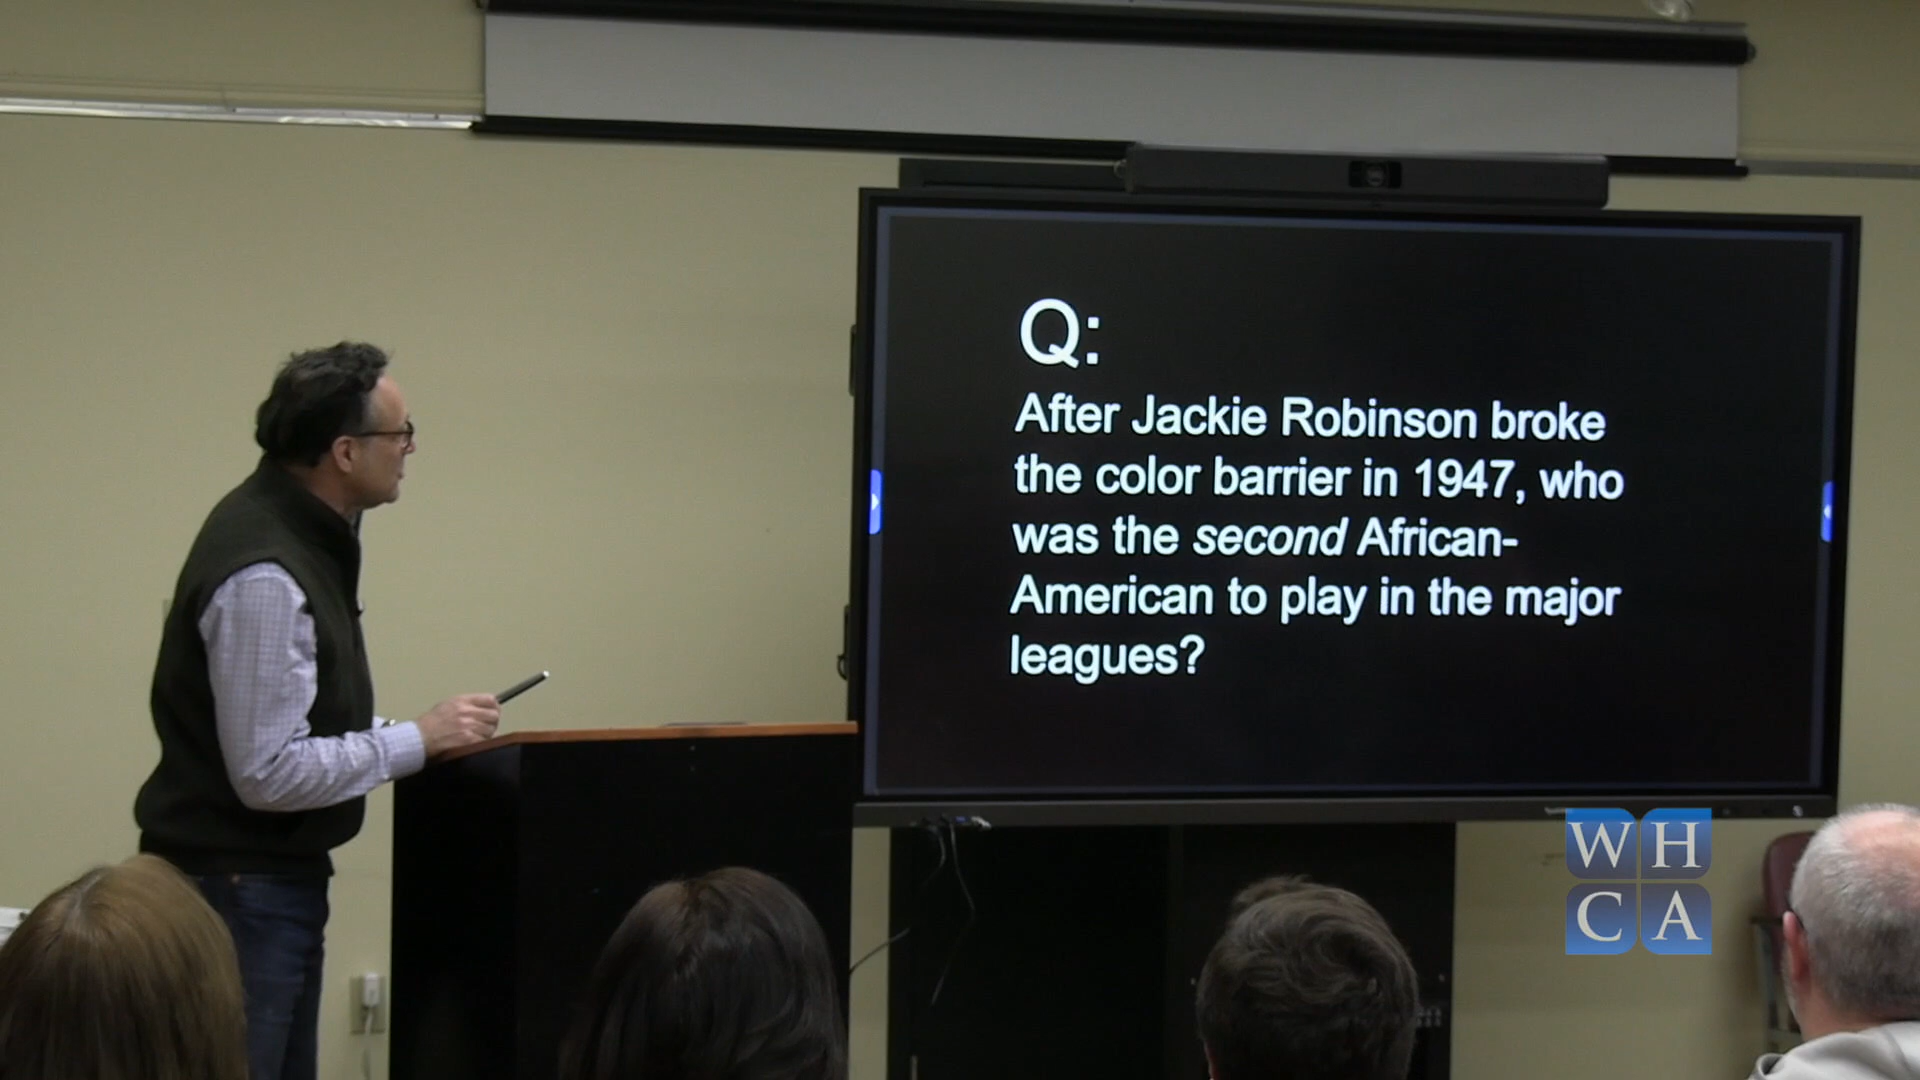 Q:
After Jackie Robinson broke
the color barrier in 1947, who
was the second African-
American to play in the major
leagues?
WH
CA